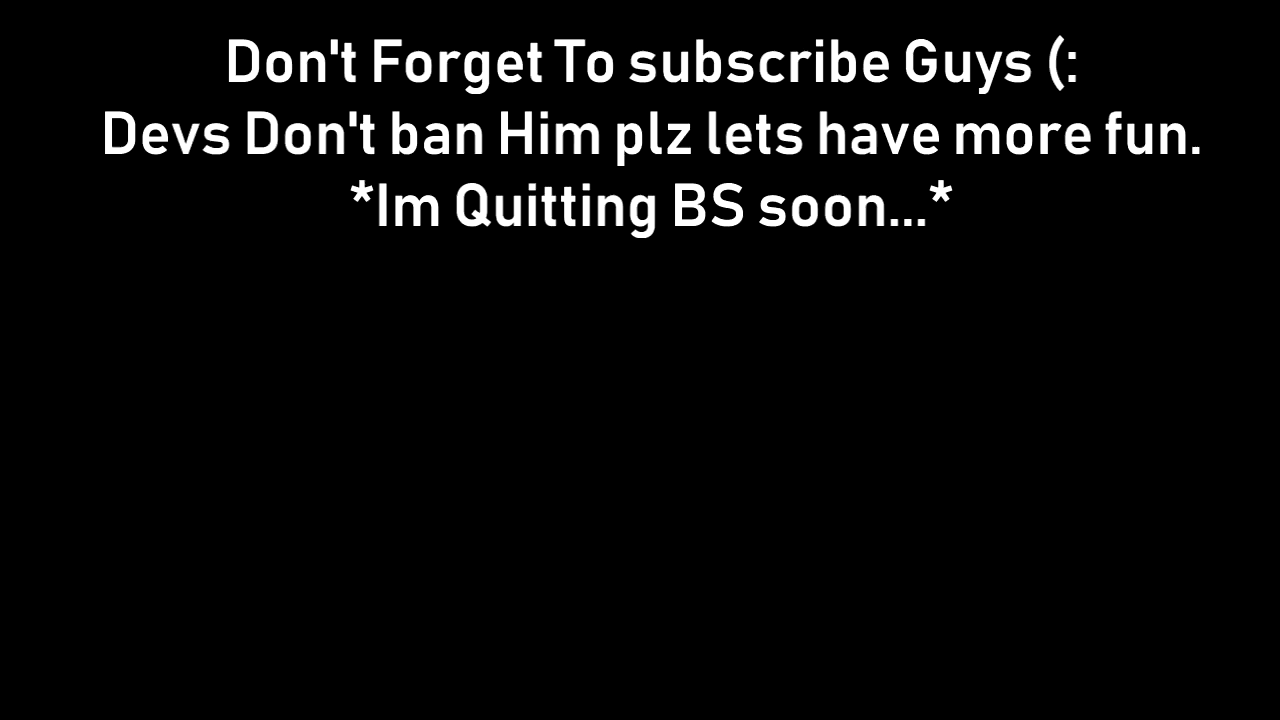 Don't Forget To subscribe Guys (:
Devs Don't ban Him plz lets have more fun.
*Im Quitting BS soon...*